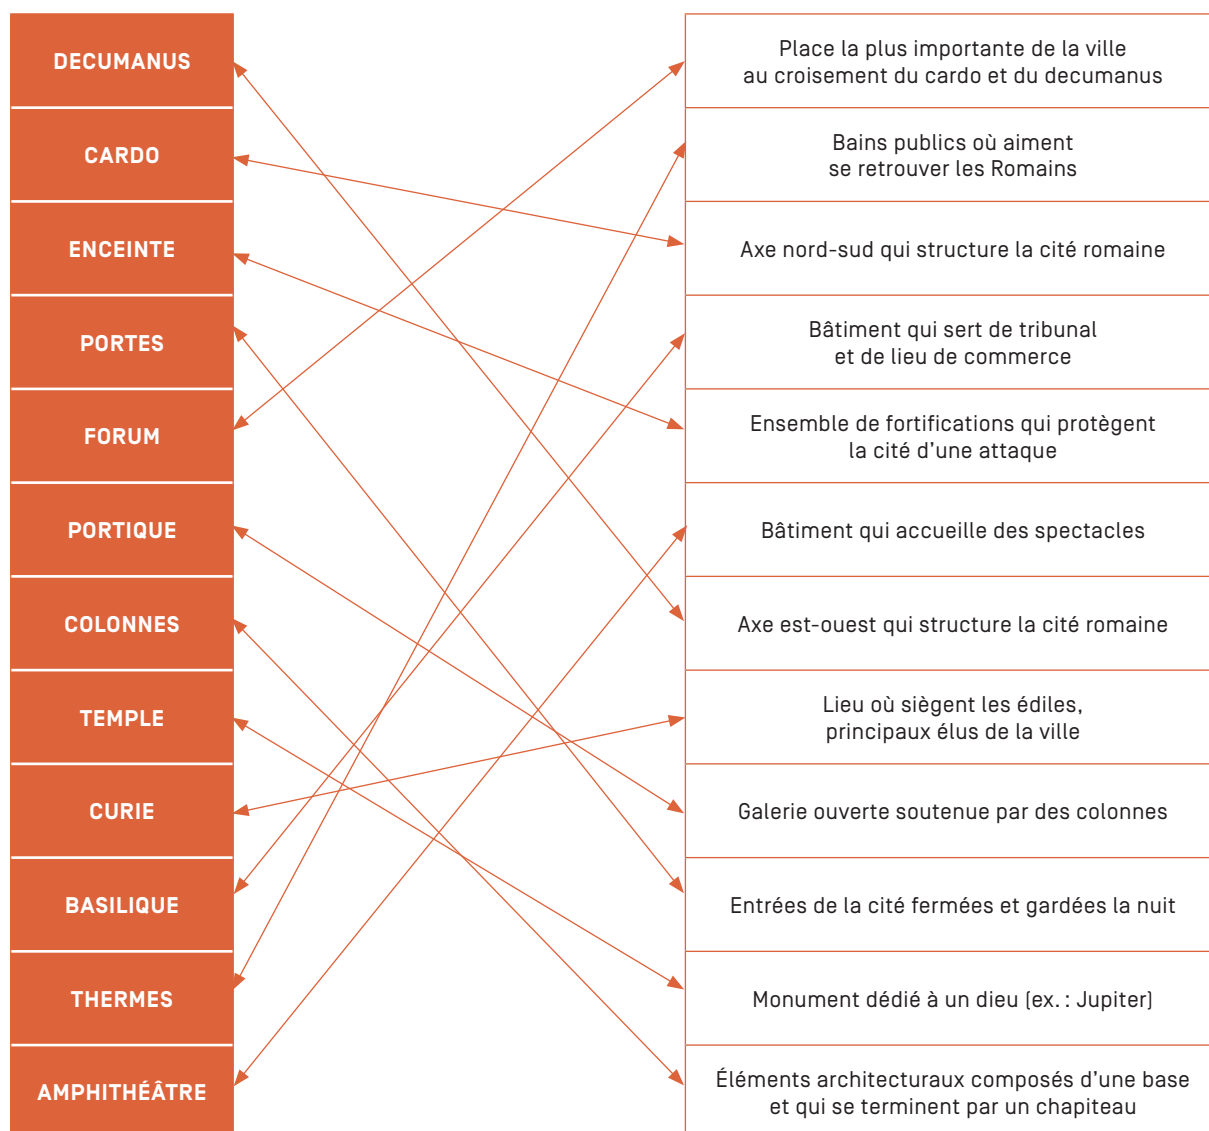 DECUMANUS
CARDO
ENCEINTE
PORTES
FORUM
PORTIQUE
COLONNES
TEMPLE
CURIE
BASILIQUE
THERMES
AMPHITHÉÂTRE
Place la plus importante de la ville
au croisement du cardo et du decumanus
Bains publics où aiment
se retrouver les Romains
Axe nord-sud qui structure la cité romaine
Bâtiment qui sert de tribunal
et de lieu de commerce
Ensemble de fortifications qui protègent
la cité d'une attaque
Bâtiment qui accueille des spectacles
Axe est-ouest qui structure la cité romaine
Lieu où siègent les édiles,
principaux élus de la ville
Galerie ouverte soutenue par des colonnes
Entrées de la cité fermées et gardées la nuit
Monument dédié à un dieu (ex. : Jupiter)
Éléments architecturaux composés d'une base
et qui se terminent par un chapiteau